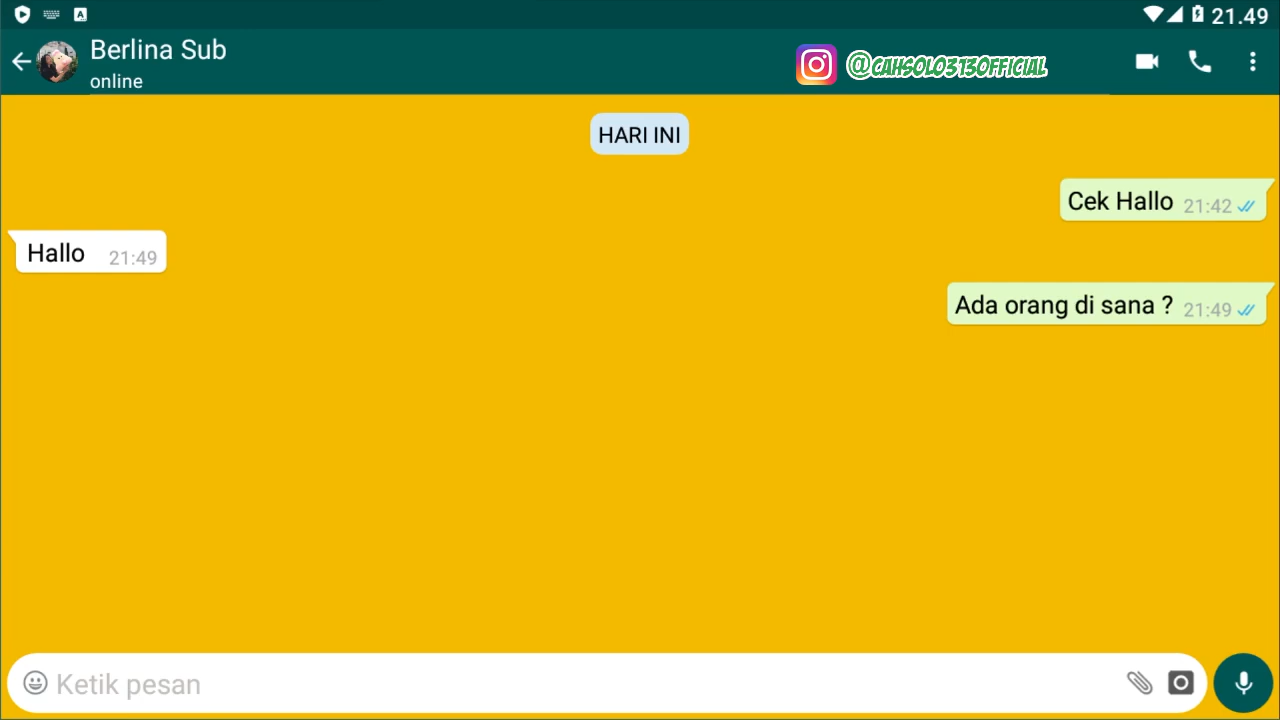 21.49
Berlina Sub
online
@CAHSOLO313OFFICIAL
HARI INI
Cek Hallo 21:42
Hallo 21:49
Ada orang di sana ? 21:49
Ketik pesan